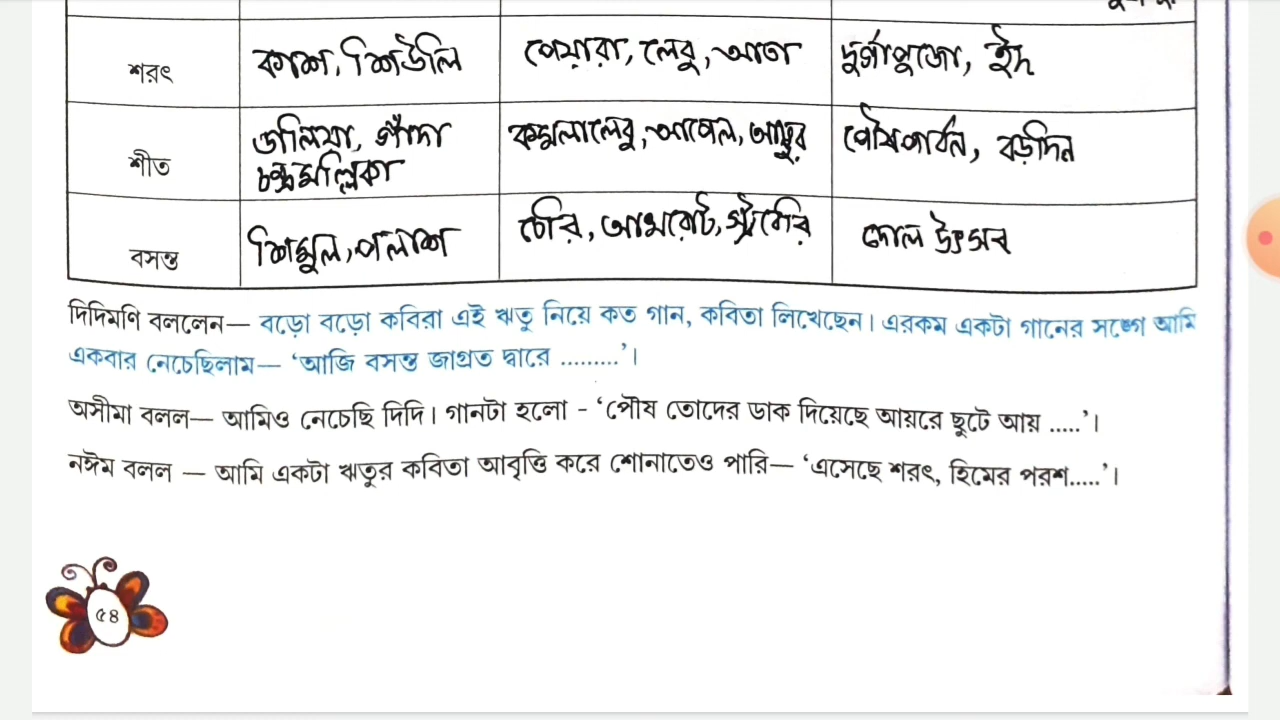 শরৎ কাশ, শিউলি পেয়ারা, লেবু, আতা দুর্গাপুজো, ইদ
ডালিয়া, গাঁদা কমলালেবু, আপেল, আঙুর পৌষপার্বন, বড়দিন
শীত চন্দ্রমল্লিকা
বসন্ত শিমুল, পলাশ চেরি, স্ট্রবেরি দোল উৎসব
দিদিমণি বললেন— বড়ো বড়ো কবিরা এই ঋতু নিয়ে কত গান, কবিতা লিখেছেন। এরকম একটা গানের সঙ্গে আমি
একবার নেচেছিলাম— ‘আজি বসন্ত জাগ্রত দ্বারে .........’।
অসীমা বলল— আমিও নেচেছি দিদি। গানটা হলো - ‘পৌষ তোদের ডাক দিয়েছে আয়রে ছুটে আয় .....’।
নঈম বলল — আমি একটা ঋতুর কবিতা আবৃত্তি করে শোনাতেও পারি— ‘এসেছে শরৎ, হিমের পরশ.....’।
৫৪